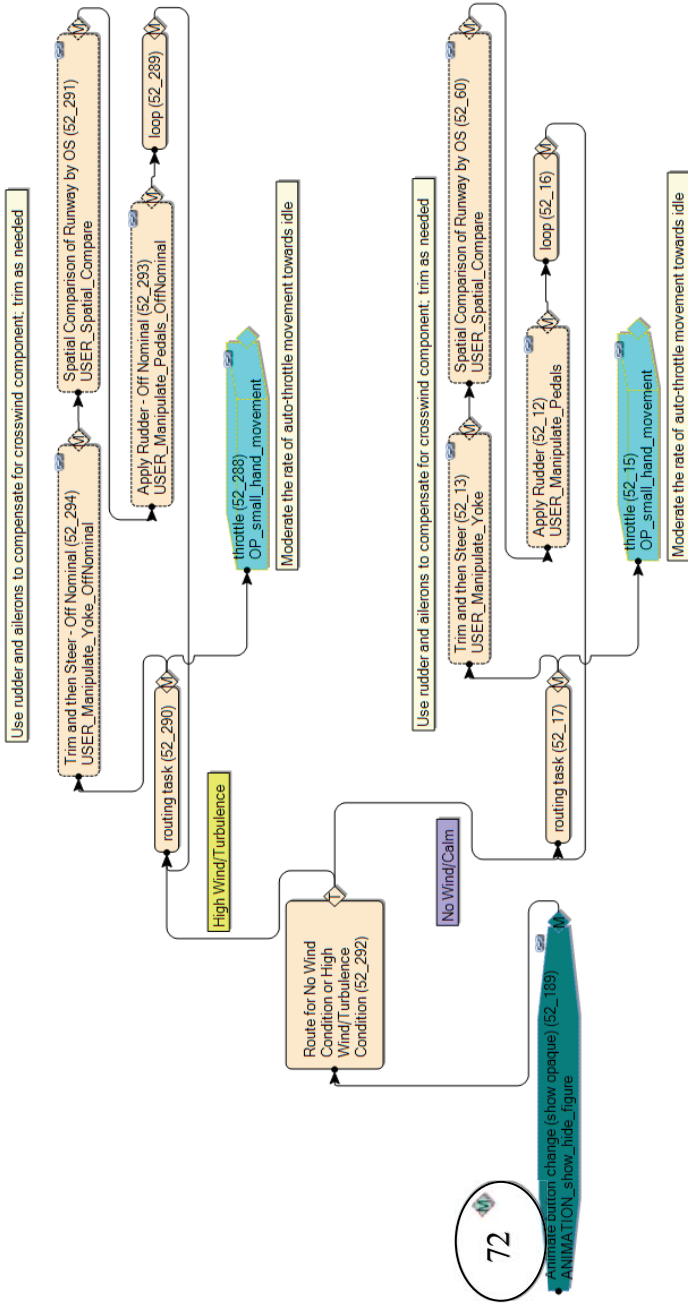 72
M
Animate button change (show opaque) (52_189)
ANIMATION_show_hide_figure
M
Route for No Wind
Condition or High
Wind/Turbulence
Condition (52_292)
T
High Wind/Turbulence
No Wind/Calm
routing task (52_290)
M
Use rudder and ailerons to compensate for crosswind component; trim as needed
Trim and then Steer - Off Nominal (52_294)
USER_Manipulate_Yoke_OffNominal
M
Spatial Comparison of Runway by OS (52_291)
USER_Spatial_Compare
M
Apply Rudder - Off Nominal (52_293)
USER_Manipulate_Pedals_OffNominal
M
loop (52_289)
M
throttle (52_288)
OP_small_hand_movement
Moderate the rate of auto-throttle movement towards idle
routing task (52_17)
M
Use rudder and ailerons to compensate for crosswind component; trim as needed
Trim and then Steer (52_13)
USER_Manipulate_Yoke
M
Spatial Comparison of Runway by OS (52_60)
USER_Spatial_Compare
M
Apply Rudder (52_12)
USER_Manipulate_Pedals
M
loop (52_16)
M
throttle (52_15)
OP_small_hand_movement
Moderate the rate of auto-throttle movement towards idle